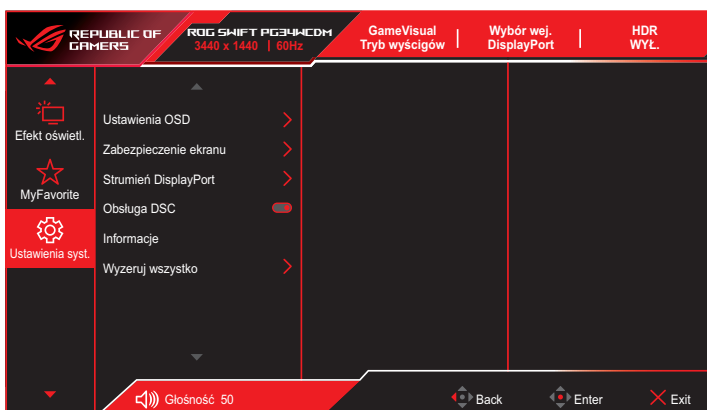 REPUBLIC OF
GAMERS
ROG SWIFT PG34WCDM
3440 x 1440 | 60Hz
GameVisual
Tryb wyścigów
Wybór wej.
DisplayPort
HDR
WYŁ.
Efekt oświetl.
MyFavorite
Ustawienia syst.
Ustawienia OSD
Zabezpieczenie ekranu
Strumień DisplayPort
Obsługa DSC
Informacje
Wyzeruj wszystko
Głośność 50
Back
Enter
Exit